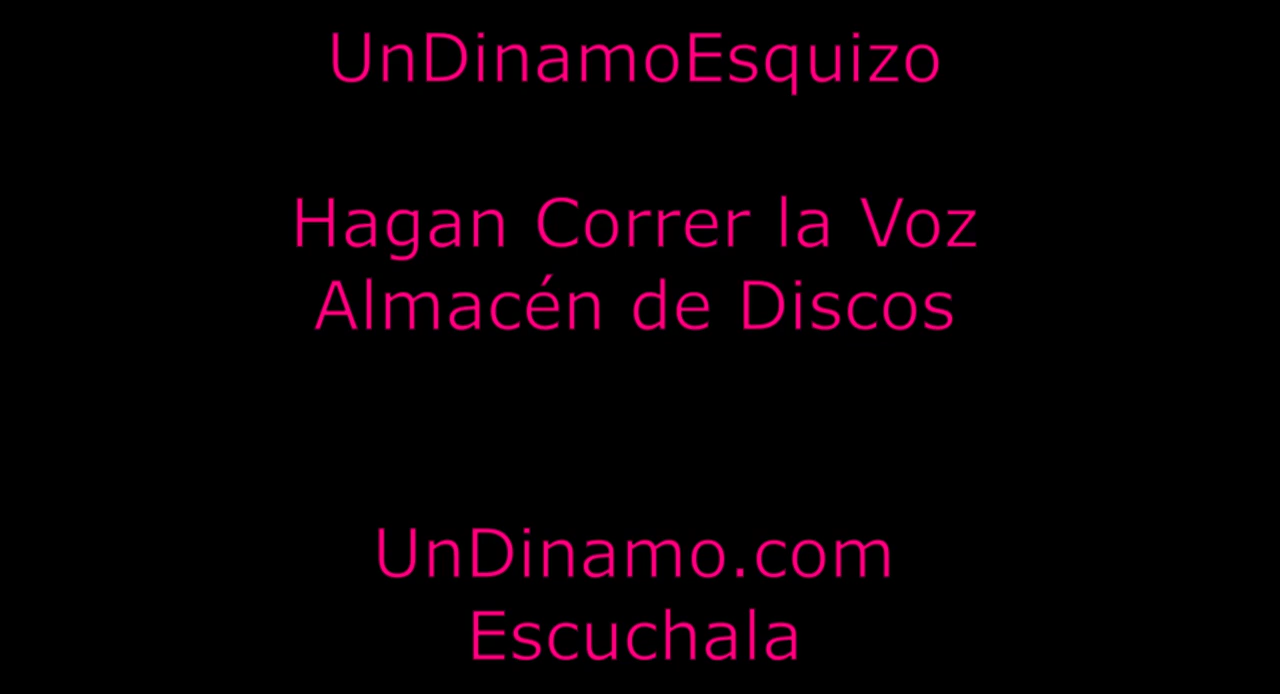 UnDinamoEsquizo
Hagan Correr la Voz
Almacén de Discos
UnDinamo.com
Escuchala